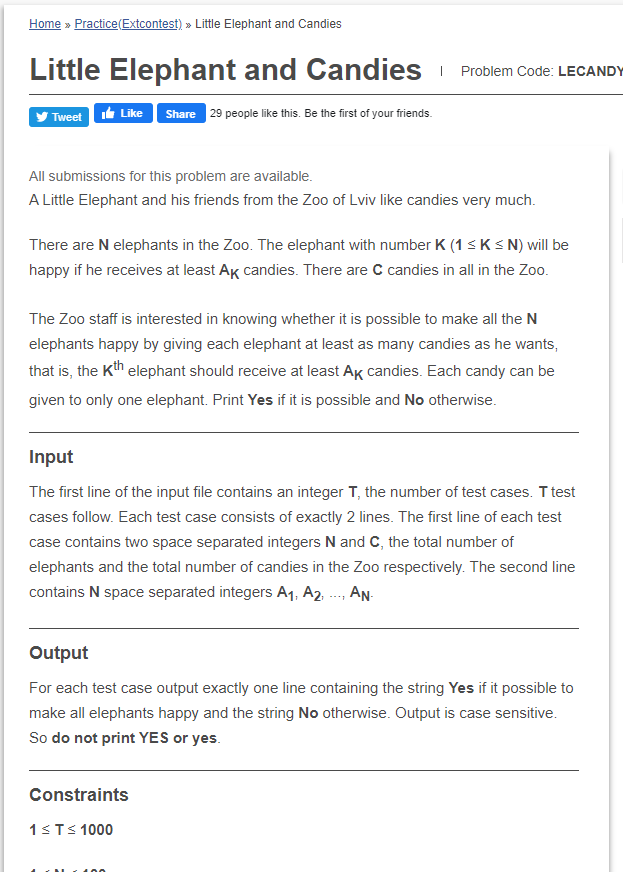 Home » Practice(Extcontest) » Little Elephant and Candies
Little Elephant and Candies | Problem Code: LECANDY
Tweet Like Share 29 people like this. Be the first of your friends.
All submissions for this problem are available.
A Little Elephant and his friends from the Zoo of Lviv like candies very much.
There are N elephants in the Zoo. The elephant with number K (1 ≤ K ≤ N) will be
happy if he receives at least AK candies. There are C candies in all in the Zoo.
The Zoo staff is interested in knowing whether it is possible to make all the N
elephants happy by giving each elephant at least as many candies as he wants,
that is, the Kth elephant should receive at least AK candies. Each candy can be
given to only one elephant. Print Yes if it is possible and No otherwise.
Input
The first line of the input file contains an integer T, the number of test cases. T test
cases follow. Each test case consists of exactly 2 lines. The first line of each test
case contains two space separated integers N and C, the total number of
elephants and the total number of candies in the Zoo respectively. The second line
contains N space separated integers A1, A2, ..., AN.
Output
For each test case output exactly one line containing the string Yes if it possible to
make all elephants happy and the string No otherwise. Output is case sensitive.
So do not print YES or yes.
Constraints
1 ≤ T ≤ 1000